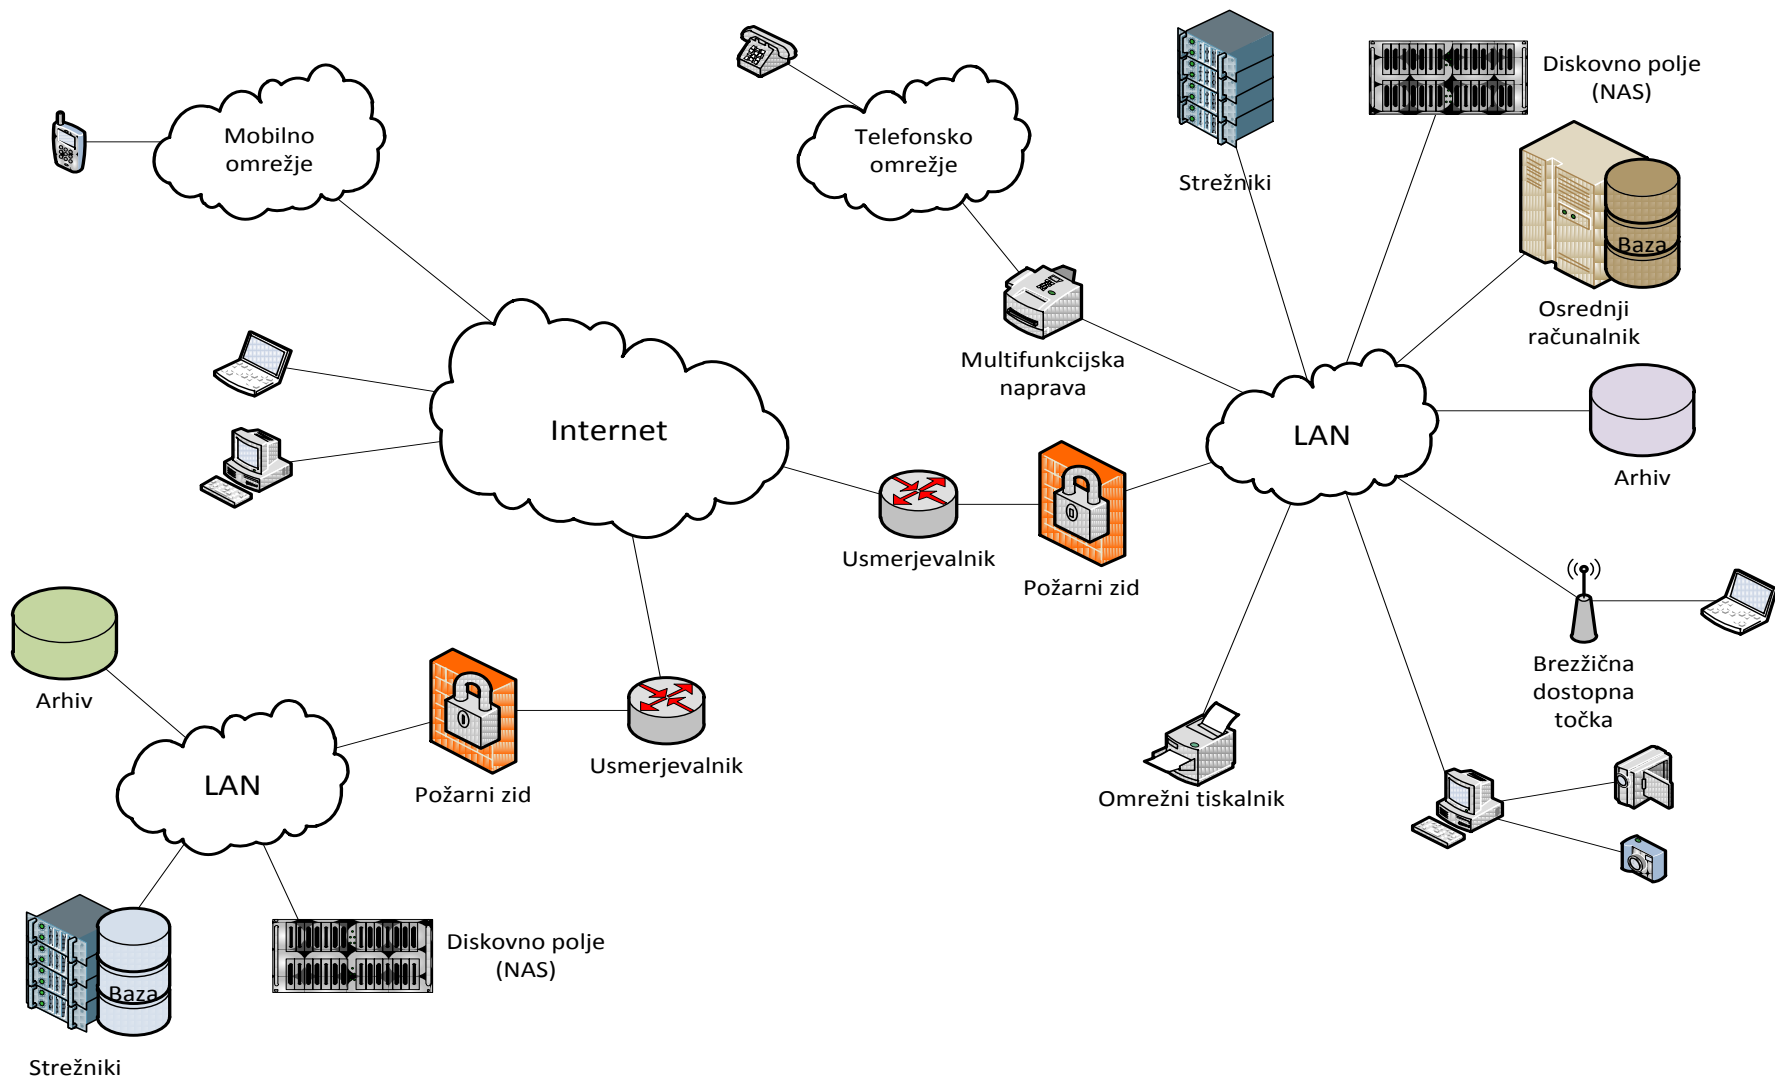 Diskovno polje
(NAS)
Mobilno
omrežje
Telefonsko
omrežje
Strežniki
Baza
Osrednji
računalnik
Multifunkcijska
naprava
Internet
LAN
Arhiv
Usmerjevalnik
Požarni zid
Brezžična
dostopna
točka
Arhiv
LAN
Požarni zid
Usmerjevalnik
Omrežni tiskalnik
Diskovno polje
(NAS)
Baza
Strežniki